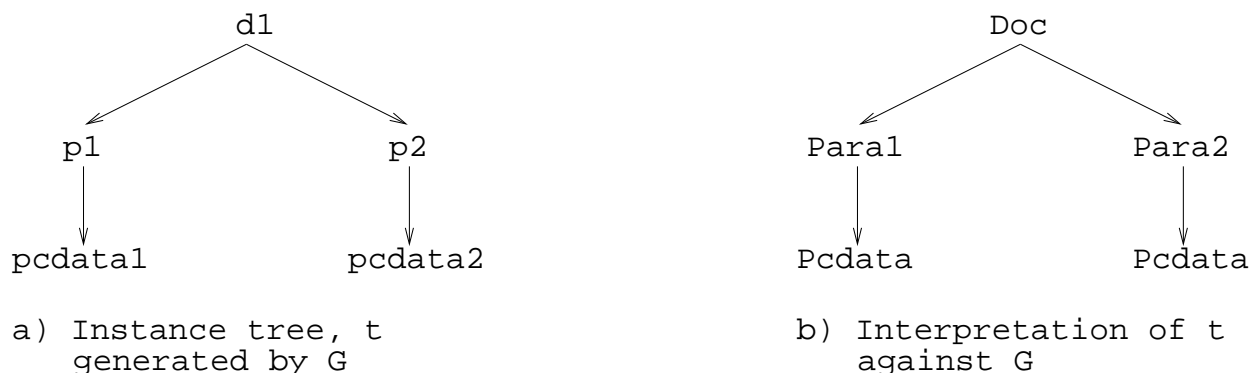 d1
Doc
p1
p2
Para1
Para2
pcdata1
pcdata2
Pcdata
Pcdata
a) Instance tree, t
generated by G
b) Interpretation of t
against G